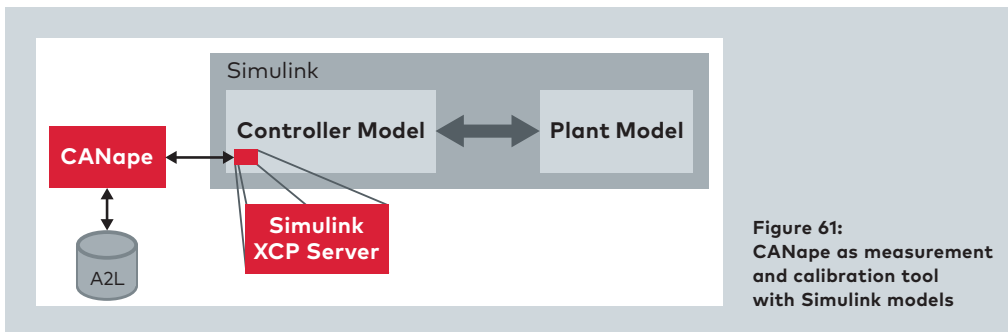 Simulink
Controller Model
Plant Model
CANape
Simulink
XCP Server
A2L
Figure 61:
CANape as measurement
and calibration tool
with Simulink models